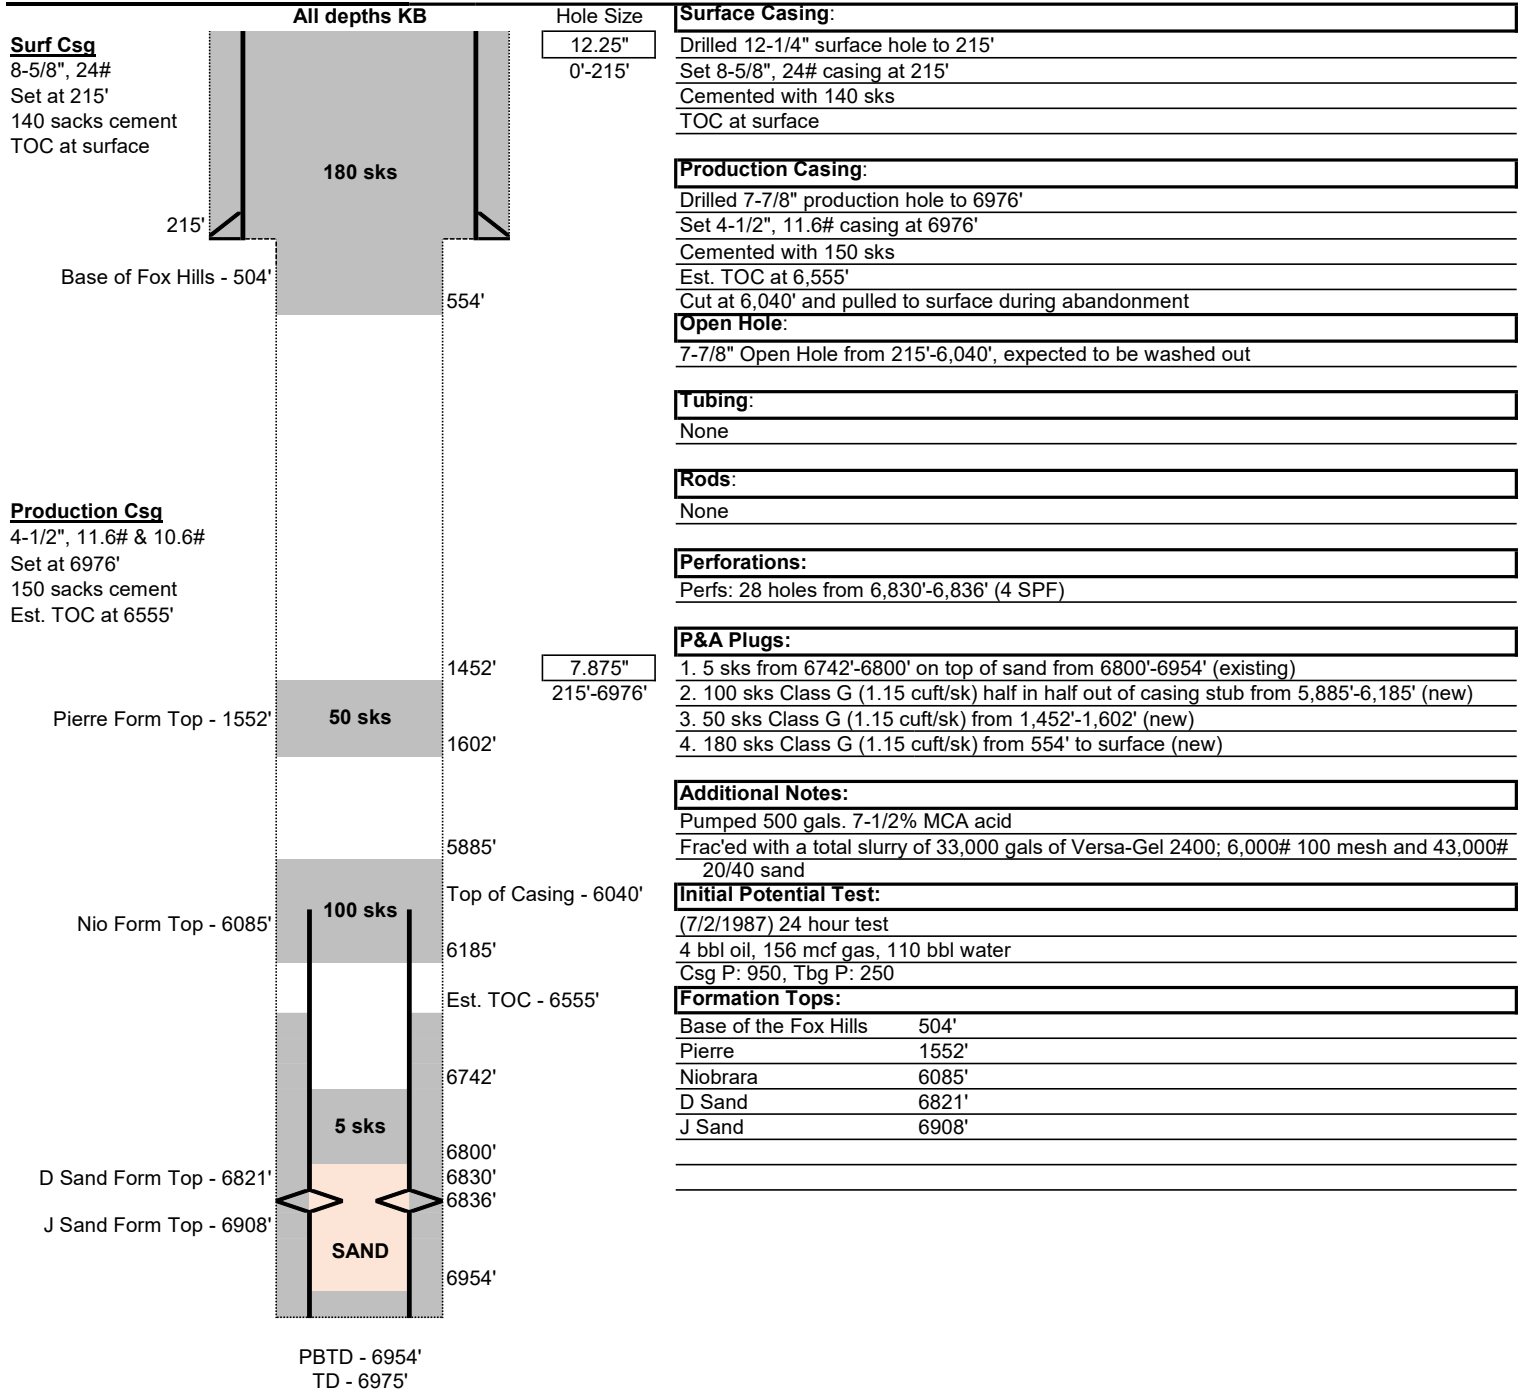 All depths KB
Hole Size
Surf Csg
8-5/8", 24#
Set at 215'
140 sacks cement
TOC at surface
12.25"
0'-215'
180 sks
215'
Base of Fox Hills - 504'
554'
Production Csg
4-1/2", 11.6# & 10.6#
Set at 6976'
150 sacks cement
Est. TOC at 6555'
1452'
7.875"
215'-6976'
Pierre Form Top - 1552'
50 sks
1602'
5885'
Top of Casing - 6040'
100 sks
Nio Form Top - 6085'
6185'
Est. TOC - 6555'
6742'
5 sks
6800'
D Sand Form Top - 6821'
6830'
6836'
J Sand Form Top - 6908'
SAND
6954'
PBTD - 6954'
TD - 6975'
Surface Casing:
Drilled 12-1/4" surface hole to 215'
Set 8-5/8", 24# casing at 215'
Cemented with 140 sks
TOC at surface
Production Casing:
Drilled 7-7/8" production hole to 6976'
Set 4-1/2", 11.6# casing at 6976'
Cemented with 150 sks
Est. TOC at 6,555'
Cut at 6,040' and pulled to surface during abandonment
Open Hole:
7-7/8" Open Hole from 215'-6,040', expected to be washed out
Tubing:
None
Rods:
None
Perforations:
Perfs: 28 holes from 6,830'-6,836' (4 SPF)
P&A Plugs:
1. 5 sks from 6742'-6800' on top of sand from 6800'-6954' (existing)
2. 100 sks Class G (1.15 cuft/sk) half in half out of casing stub from 5,885'-6,185' (new)
3. 50 sks Class G (1.15 cuft/sk) from 1,452'-1,602' (new)
4. 180 sks Class G (1.15 cuft/sk) from 554' to surface (new)
Additional Notes:
Pumped 500 gals. 7-1/2% MCA acid
Frac'ed with a total slurry of 33,000 gals of Versa-Gel 2400; 6,000# 100 mesh and 43,000#
20/40 sand
Initial Potential Test:
(7/2/1987) 24 hour test
4 bbl oil, 156 mcf gas, 110 bbl water
Csg P: 950, Tbg P: 250
Formation Tops:
Base of the Fox Hills 504'
Pierre 1552'
Niobrara 6085'
D Sand 6821'
J Sand 6908'